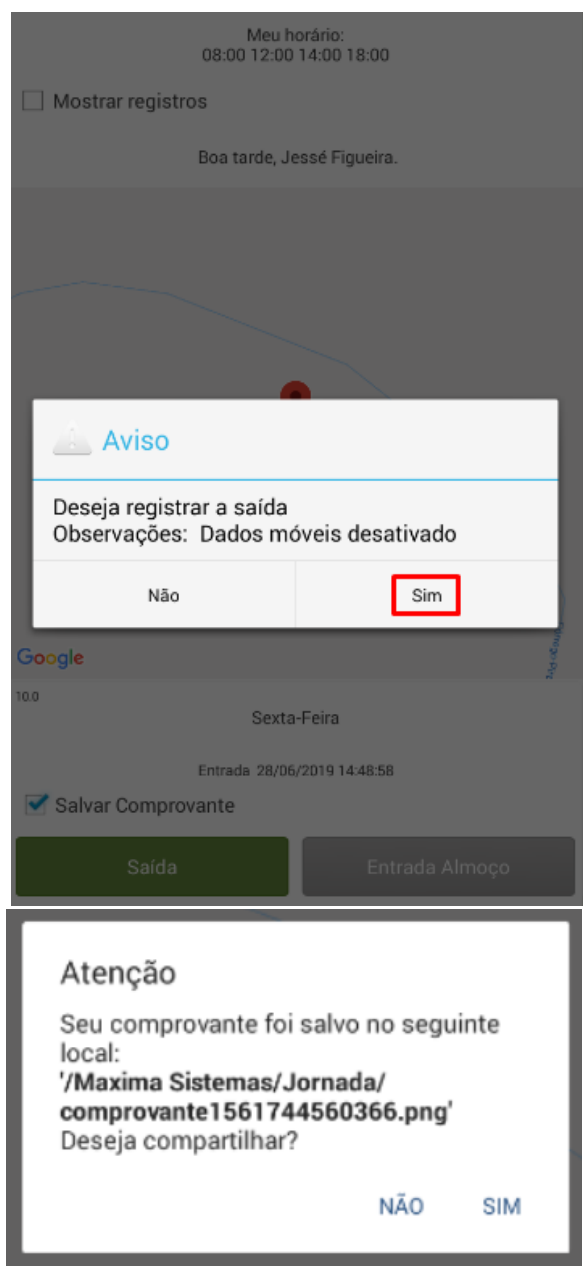 Meu horário:
08:00 12:00 14:00 18:00
Mostrar registros
Boa tarde, Jessé Figueira.
Aviso
Deseja registrar a saída
Observações: Dados móveis desativado
Não
Sim
Google
10.0
Sexta-Feira
Entrada 28/06/2019 14:48:58
Salvar Comprovante
Saída
Entrada Almoço
Atenção
Seu comprovante foi salvo no seguinte
local:
'/Maxima Sistemas/Jornada/
comprovante1561744560366.png'
Deseja compartilhar?
NÃO
SIM